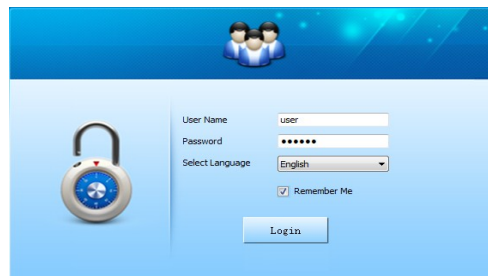 User Name user
Password ••••••
Select Language English
Remember Me
Login